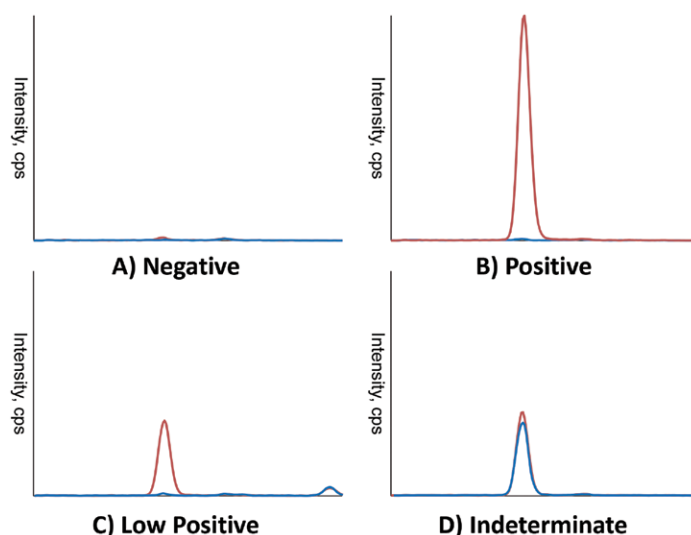 Intensity, cps
A) Negative
Intensity, cps
B) Positive
Intensity, cps
C) Low Positive
Intensity, cps
D) Indeterminate